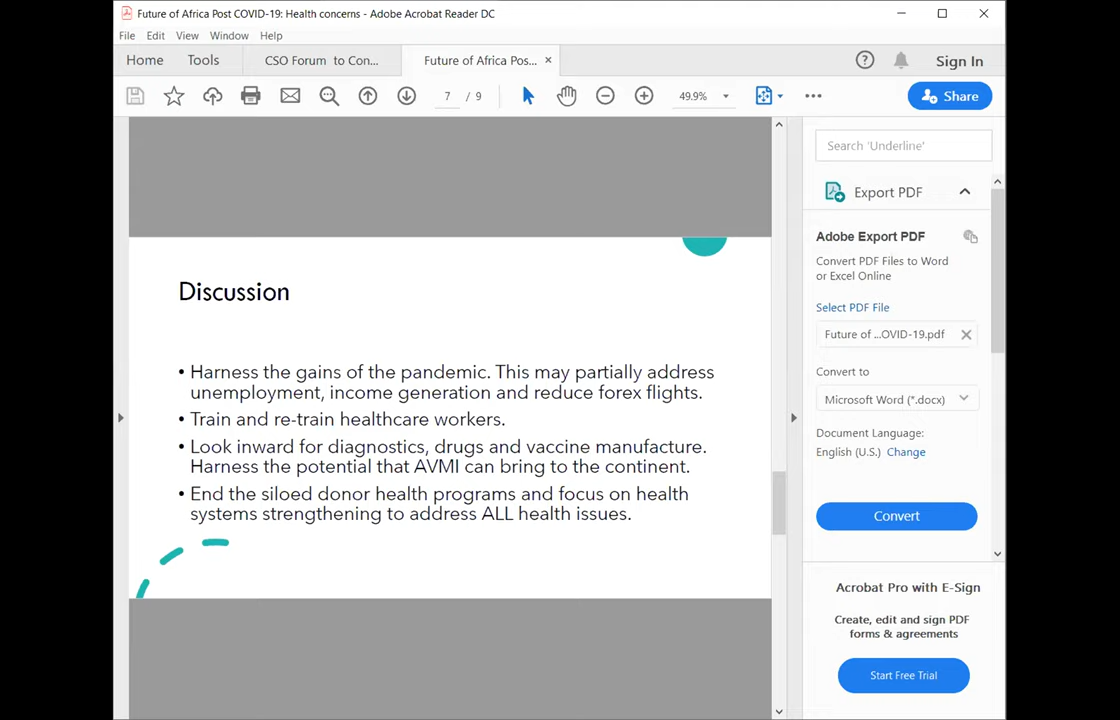 Future of Africa Post COVID-19: Health concerns - Adobe Acrobat Reader DC
File Edit View Window Help
Home Tools CSO Forum to Con... Future of Africa Pos... × Sign In
7 / 9 49.9% Share
Search 'Underline'
Export PDF
Adobe Export PDF
Convert PDF Files to Word
or Excel Online
Select PDF File
Future of ...OVID-19.pdf
Convert to
Microsoft Word (*.docx)
Document Language:
English (U.S.) Change
Convert
Acrobat Pro with E-Sign
Create, edit and sign PDF
forms & agreements
Start Free Trial
Discussion
• Harness the gains of the pandemic. This may partially address
unemployment, income generation and reduce forex flights.
• Train and re-train healthcare workers.
• Look inward for diagnostics, drugs and vaccine manufacture.
Harness the potential that AVMI can bring to the continent.
• End the siloed donor health programs and focus on health
systems strengthening to address ALL health issues.